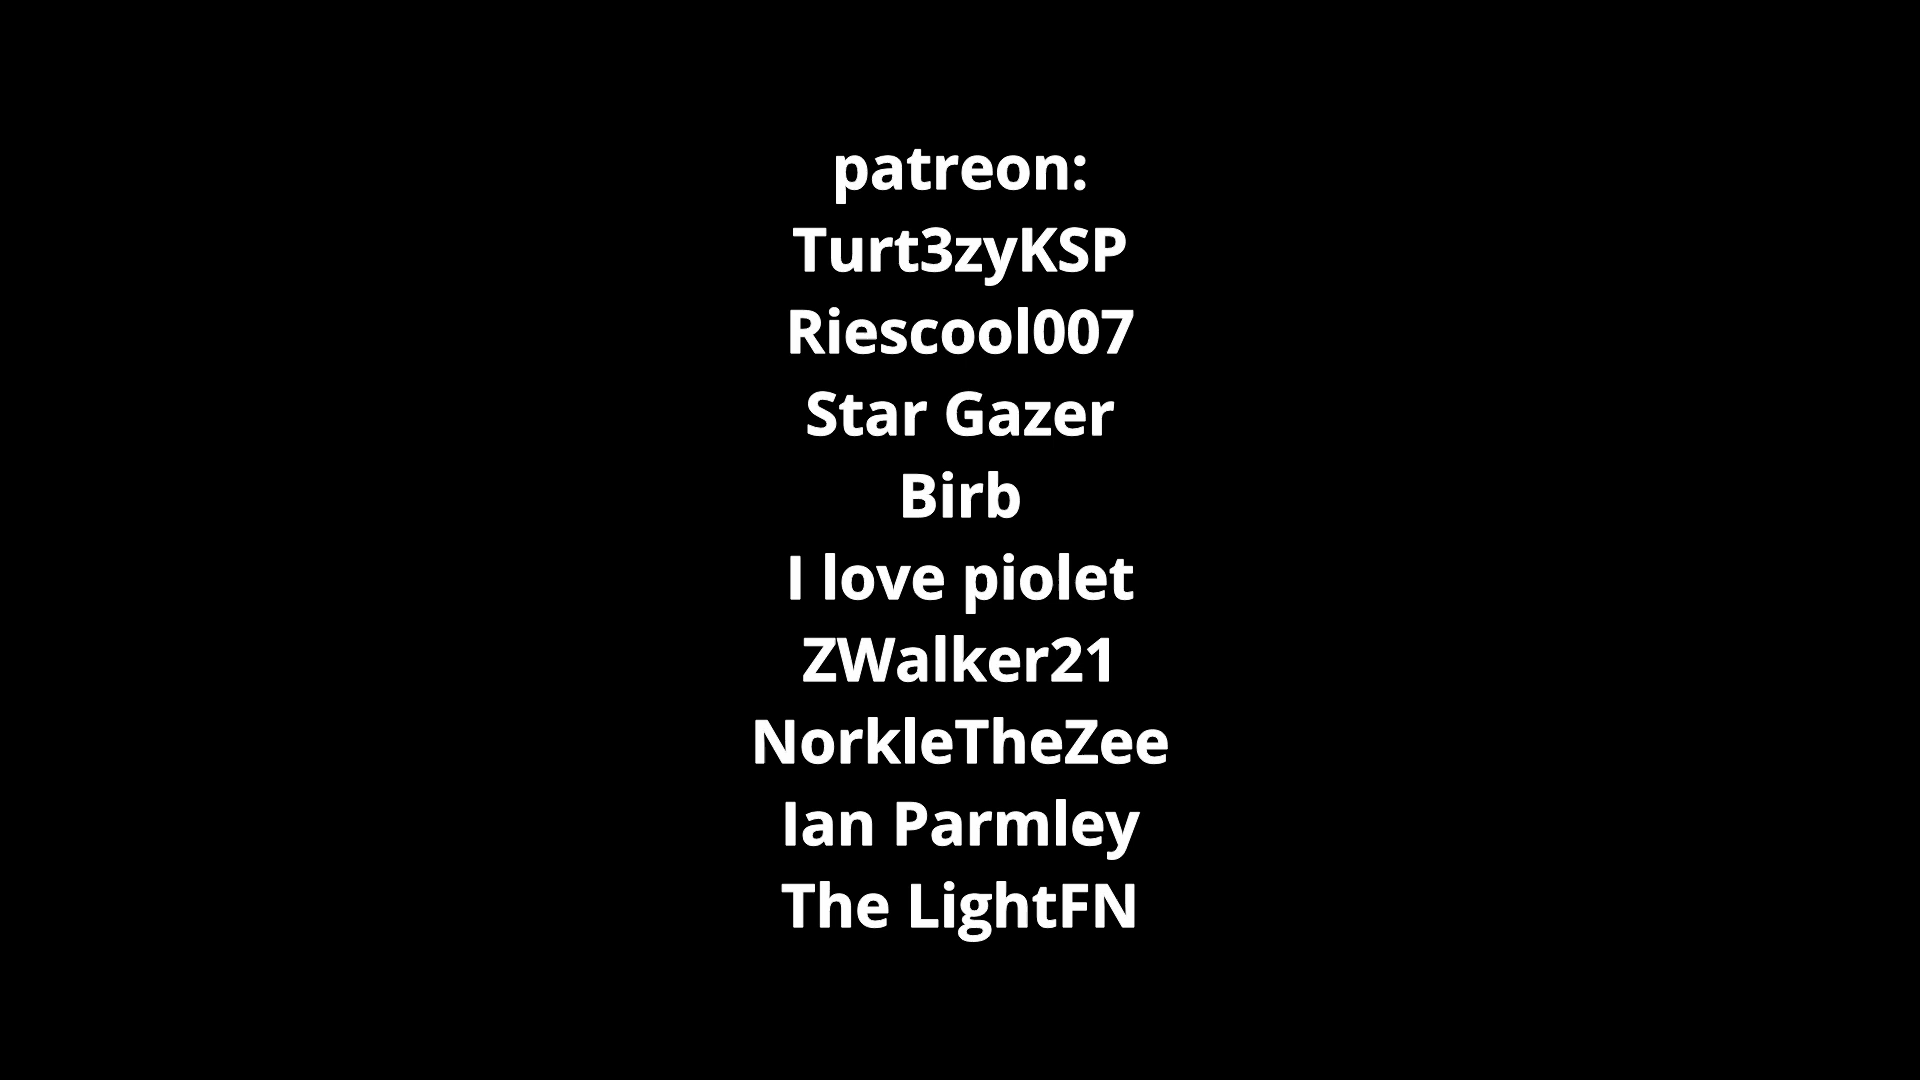 patreon:
Turt3zyKSP
Riescool007
Star Gazer
Birb
I love piolet
ZWalker21
NorkleTheZee
Ian Parmley
The LightFN